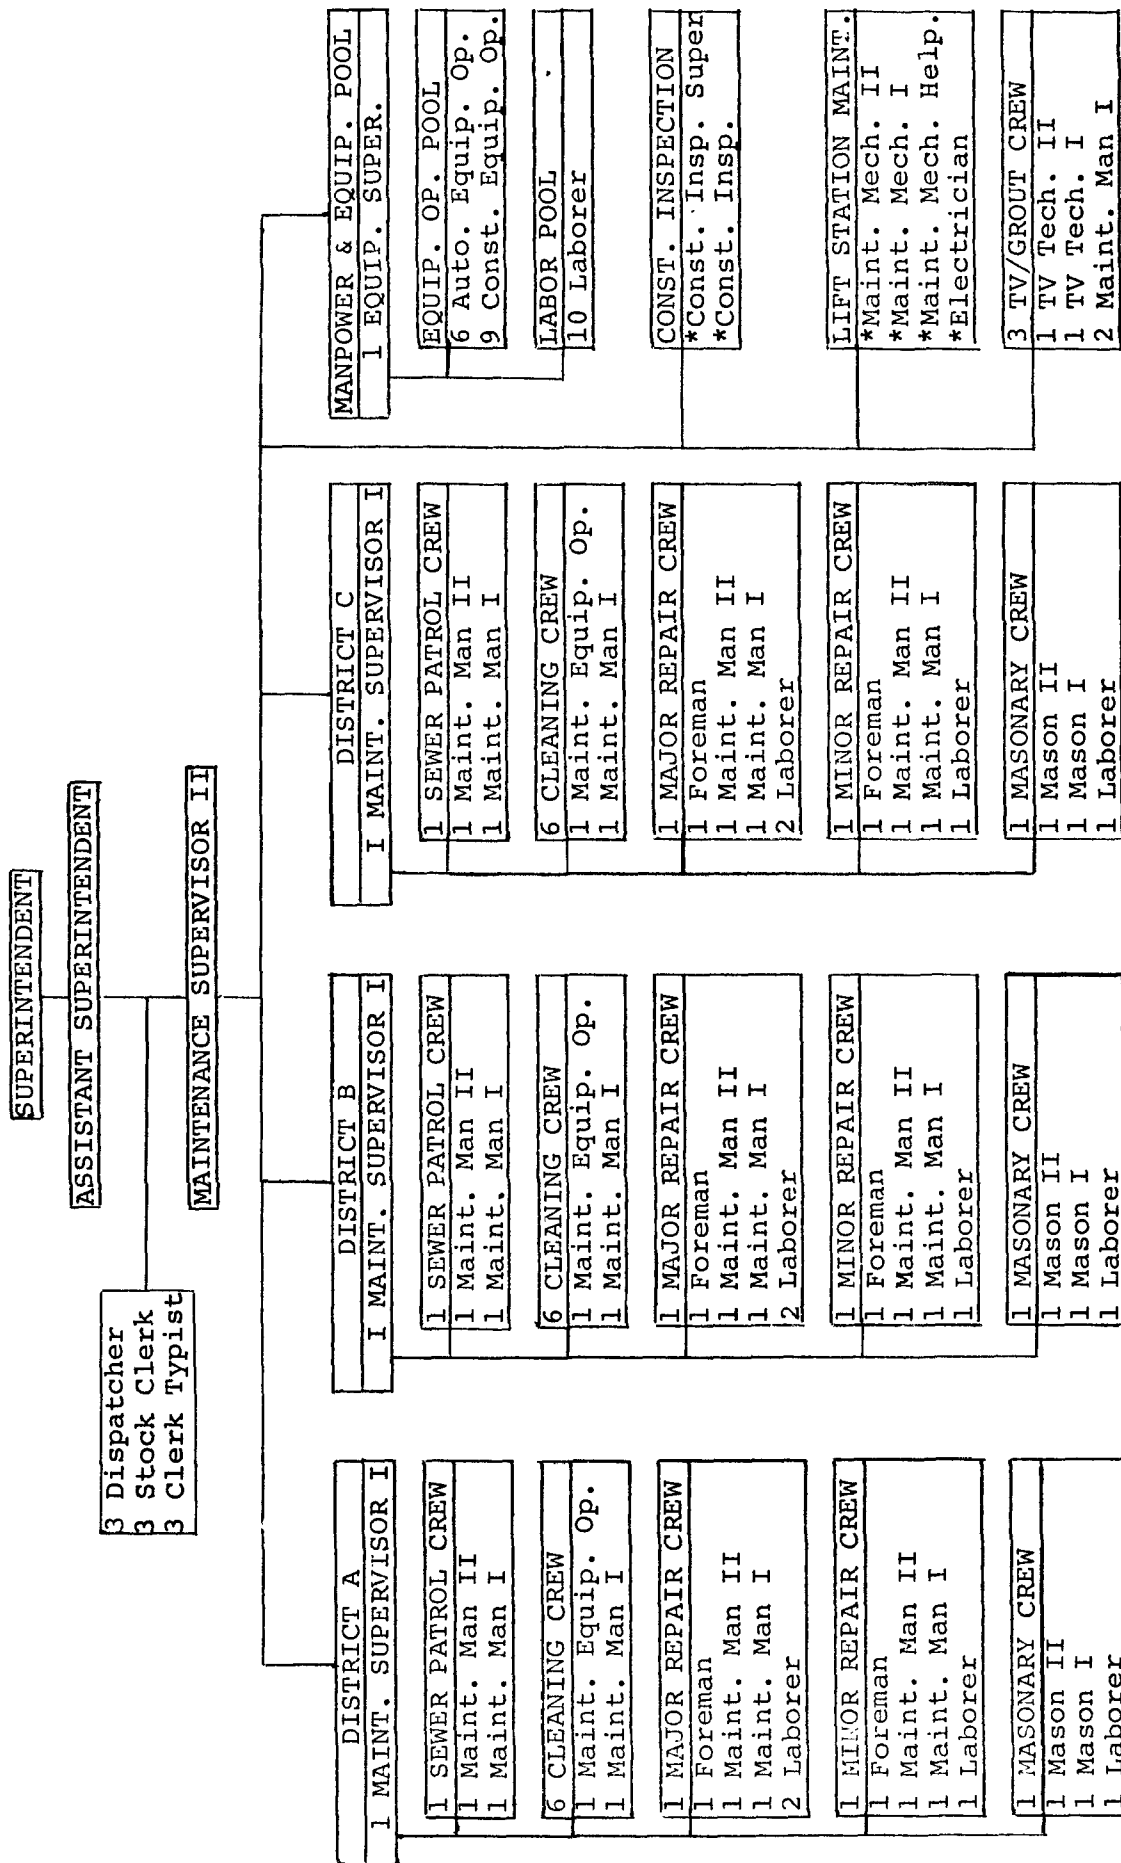 SUPERINTENDENT
ASSISTANT SUPERINTENDENT
3 Dispatcher
3 Stock Clerk
3 Clerk Typist
MAINTENANCE SUPERVISOR II
DISTRICT A
1 MAINT. SUPERVISOR I
1 SEWER PATROL CREW
1 Maint. Man II
1 Maint. Man I
6 CLEANING CREW
1 Maint. Equip. Op.
1 Maint. Man I
1 MAJOR REPAIR CREW
1 Foreman
1 Maint. Man II
1 Maint. Man I
2 Laborer
1 MINOR REPAIR CREW
1 Foreman
1 Maint. Man II
1 Maint. Man I
1 Laborer
1 MASONARY CREW
1 Mason II
1 Mason I
1 Laborer
DISTRICT B
I MAINT. SUPERVISOR I
1 SEWER PATROL CREW
1 Maint. Man II
1 Maint. Man I
6 CLEANING CREW
1 Maint. Equip. Op.
1 Maint. Man I
1 MAJOR REPAIR CREW
1 Foreman
1 Maint. Man II
1 Maint. Man I
2 Laborer
1 MINOR REPAIR CREW
1 Foreman
1 Maint. Man II
1 Maint. Man I
1 Laborer
1 MASONARY CREW
1 Mason II
1 Mason I
1 Laborer
DISTRICT C
I MAINT. SUPERVISOR I
1 SEWER PATROL CREW
1 Maint. Man II
1 Maint. Man I
6 CLEANING CREW
1 Maint. Equip. Op.
1 Maint. Man I
1 MAJOR REPAIR CREW
1 Foreman
1 Maint. Man II
1 Maint. Man I
2 Laborer
1 MINOR REPAIR CREW
1 Foreman
1 Maint. Man II
1 Maint. Man I
1 Laborer
1 MASONARY CREW
1 Mason II
1 Mason I
1 Laborer
MANPOWER & EQUIP. POOL
1 EQUIP. SUPER.
EQUIP. OP. POOL
6 Auto. Equip. Op.
9 Const. Equip. Op.
LABOR POOL
10 Laborer
CONST. INSPECTION
*Const. Insp. Super
*Const. Insp.
LIFT STATION MAINT.
*Maint. Mech. II
*Maint. Mech. I
*Maint. Mech. Help.
*Electrician
3 TV/GROUT CREW
1 TV Tech. II
1 TV Tech. I
2 Maint. Man I